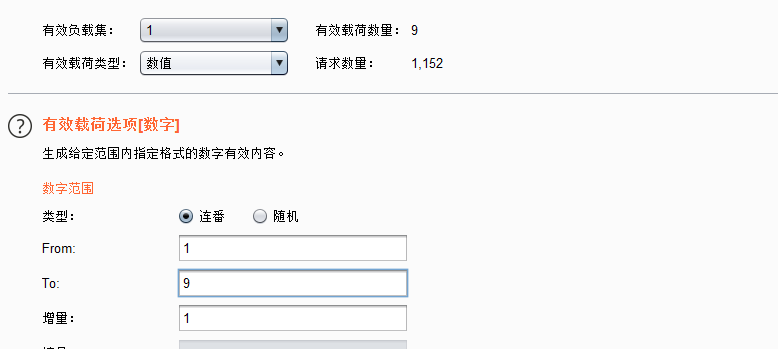 有效负载集： 1 有效载荷数量： 9
有效载荷类型： 数值 请求数量： 1,152
? 有效载荷选项[数字]
生成给定范围内指定格式的数字有效内容。
数字范围
类型： 连番 随机
From: 1
To: 9
增量： 1